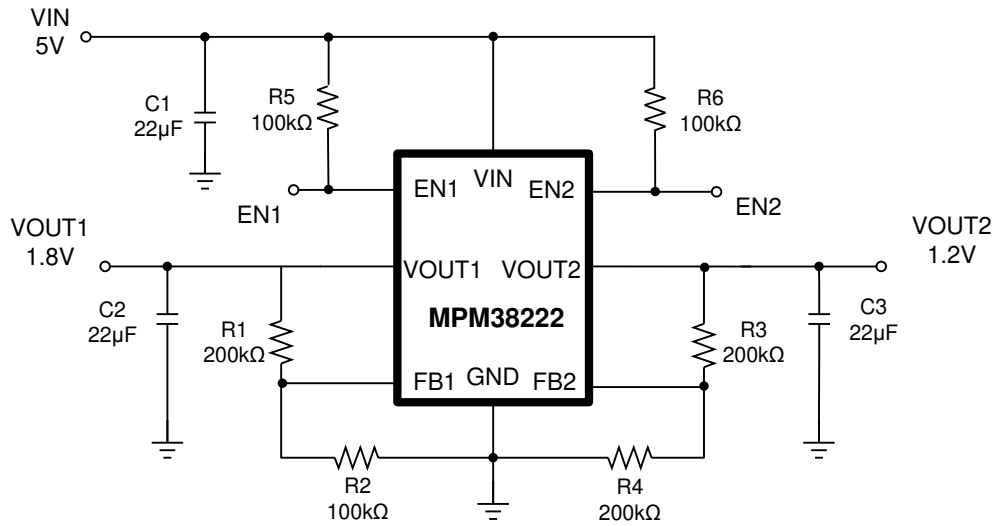 VIN
5V
C1
22µF
R5
100kΩ
R6
100kΩ
EN1
VIN
EN2
EN1
EN2
VOUT1
1.8V
VOUT2
1.2V
VOUT1
VOUT2
MPM38222
C2
22µF
R1
200kΩ
R3
200kΩ
C3
22µF
FB1
GND
FB2
R2
100kΩ
R4
200kΩ